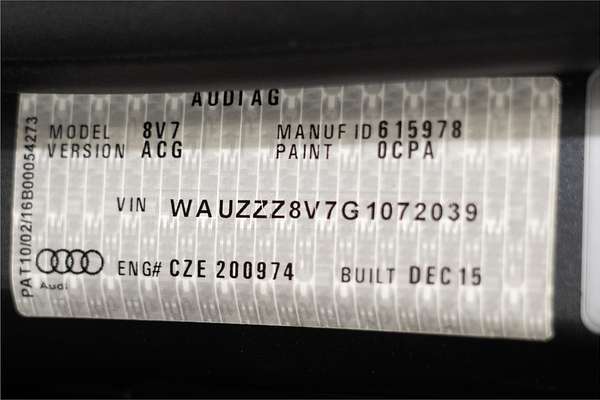 AUDI AG
MODEL 8V7 MANUF ID 615978
VERSION ACG PAINT 0CPA
VIN WAUZZZ8V7G1072039
ENG# CZE 200974 BUILT DEC15
Audi
PAT10/02/16B00054273